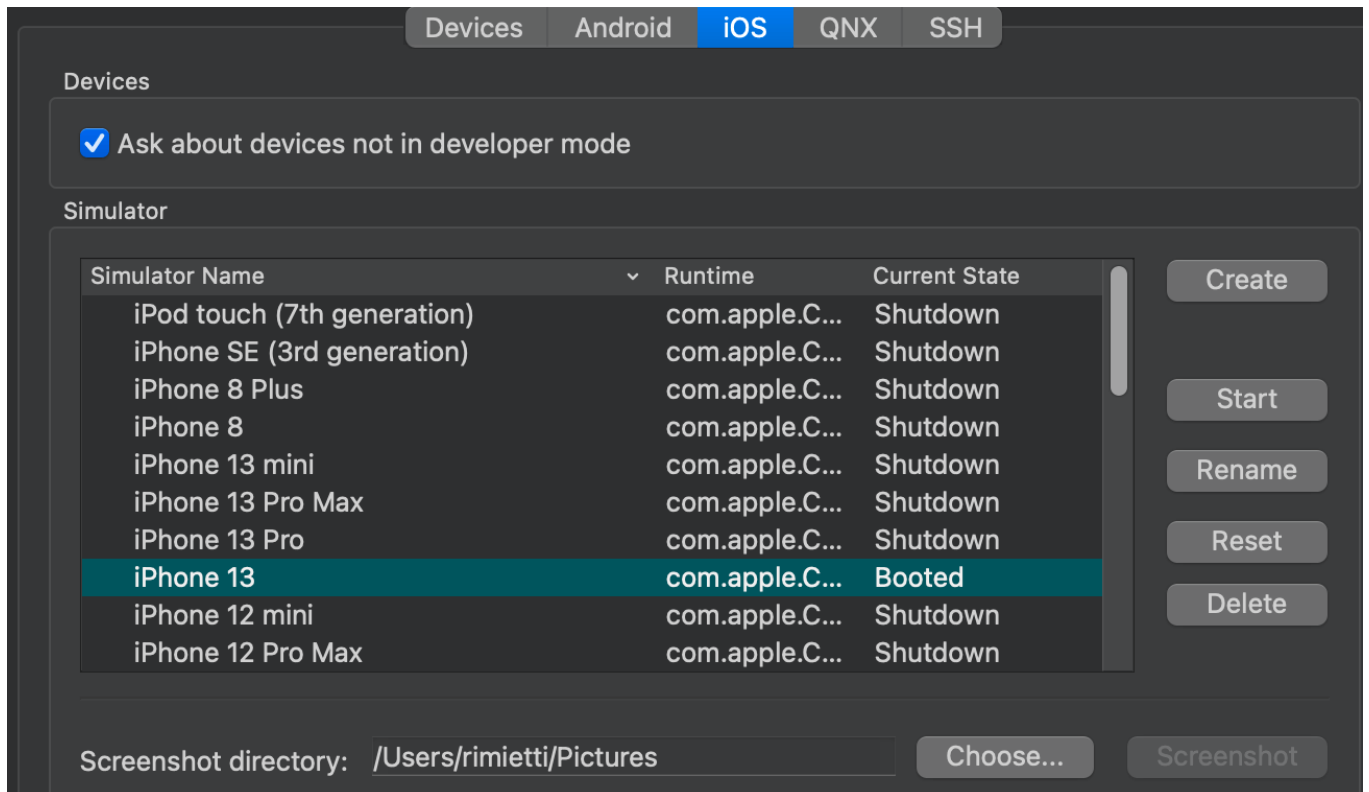 Devices Android iOS QNX SSH
Devices
Ask about devices not in developer mode
Simulator
Simulator Name Runtime Current State
Create
iPod touch (7th generation) com.apple.C... Shutdown
iPhone SE (3rd generation) com.apple.C... Shutdown
iPhone 8 Plus com.apple.C... Shutdown
Start
iPhone 8 com.apple.C... Shutdown
iPhone 13 mini com.apple.C... Shutdown
Rename
iPhone 13 Pro Max com.apple.C... Shutdown
iPhone 13 Pro com.apple.C... Shutdown
Reset
iPhone 13 com.apple.C... Booted
iPhone 12 mini com.apple.C... Shutdown
Delete
iPhone 12 Pro Max com.apple.C... Shutdown
Screenshot directory: /Users/rimietti/Pictures Choose... Screenshot